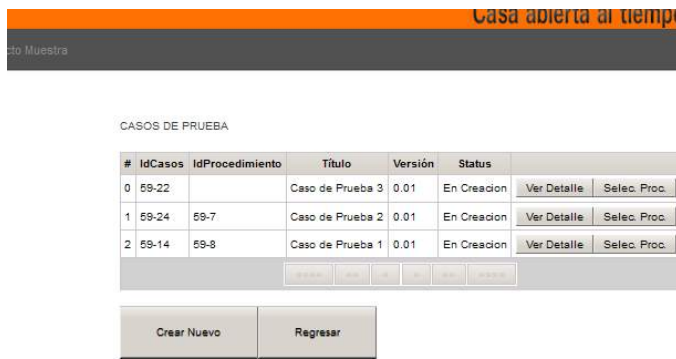 Casa abierta al tiempo
cto Muestra
CASOS DE PRUEBA
# IdCasos IdProcedimiento Título Versión Status
0 59-22 Caso de Prueba 3 0.01 En Creacion Ver Detalle Selec. Proc.
1 59-24 59-7 Caso de Prueba 2 0.01 En Creacion Ver Detalle Selec. Proc.
2 59-14 59-8 Caso de Prueba 1 0.01 En Creacion Ver Detalle Selec. Proc.
Crear Nuevo Regresar